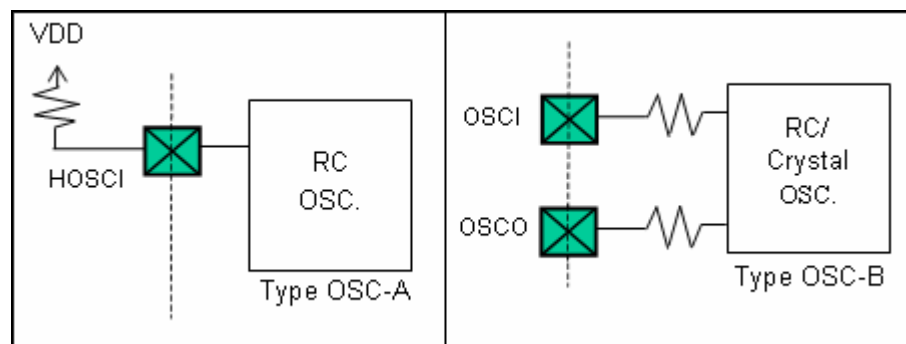 VDD
HOSCI
RC
OSC.
Type OSC-A
OSCI
OSCO
RC/
Crystal
OSC.
Type OSC-B